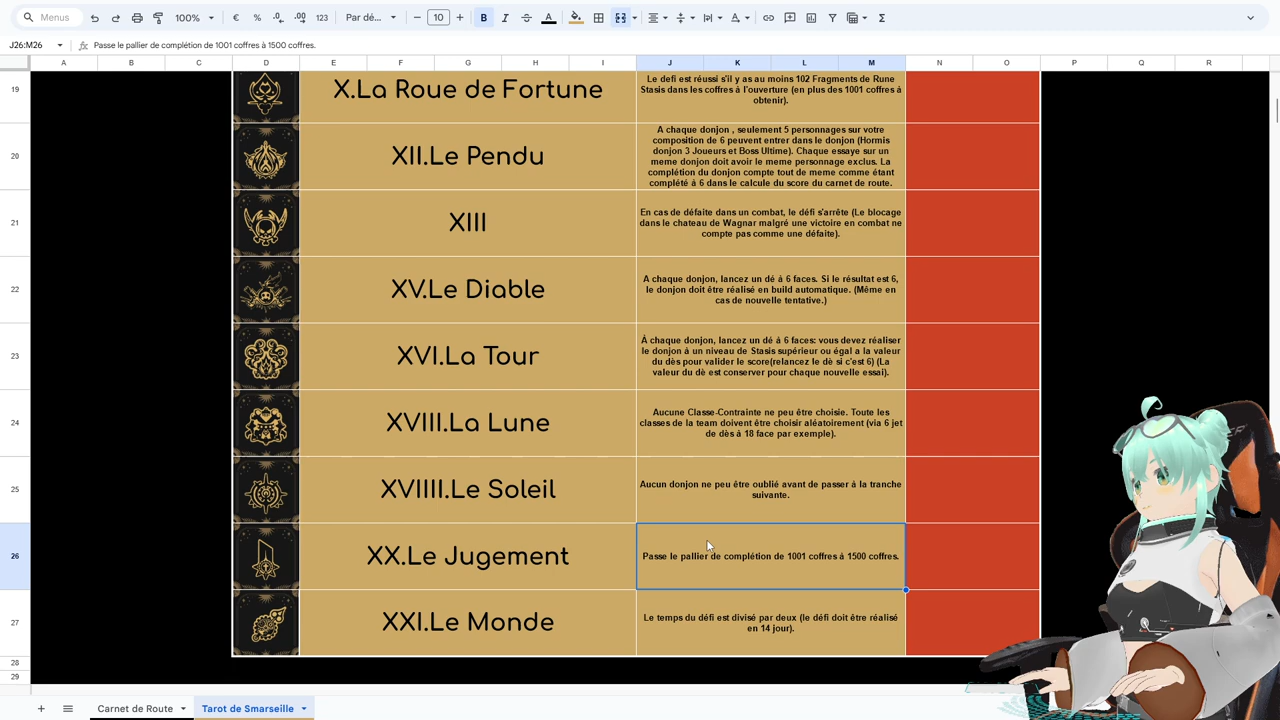 Menus
100%
€
%
.0
.00
123
Par dé...
10
B
I
A
J26:M26
fx
Passe le pallier de complétion de 1001 coffres à 1500 coffres.
A B C D E F G H I J K L M N O P Q R
19
X.La Roue de Fortune
Le defi est réussi s'il y as au moins 102 Fragments de Rune
Stasis dans les coffres à l'ouverture (en plus des 1001 coffres à
obtenir).
20
XII.Le Pendu
A chaque donjon , seulement 5 personnages sur votre
composition de 6 peuvent entrer dans le donjon (Hormis
donjon 3 Joueurs et Boss Ultime). Chaque essaye sur un
meme donjon doit avoir le meme personnage exclus. La
complétion du donjon compte tout de meme comme étant
complété à 6 dans le calcule du score du carnet de route.
21
XIII
En cas de défaite dans un combat, le défi s'arrête (Le blocage
dans le chateau de Wagnar malgré une victoire en combat ne
compte pas comme une défaite).
22
XV.Le Diable
A chaque donjon, lancez un dé à 6 faces. Si le résultat est 6,
le donjon doit être réalisé en build automatique. (Même en
cas de nouvelle tentative.)
23
XVI.La Tour
Á chaque donjon, lancez un dé à 6 faces: vous devez réaliser
le donjon à un niveau de Stasis supérieur ou égal a la valeur
du dès pour valider le score(relancez le dè si c'est 6) (La
valeur du dè est conserver pour chaque nouvelle essai).
24
XVIII.La Lune
Aucune Classe-Contrainte ne peu être choisie. Toute les
classes de la team doivent être choisir aléatoirement (via 6 jet
de dès à 18 face par exemple).
25
XVIIII.Le Soleil
Aucun donjon ne peu être oublié avant de passer à la tranche
suivante.
26
XX.Le Jugement
Passe le pallier de complétion de 1001 coffres à 1500 coffres.
27
XXI.Le Monde
Le temps du défi est divisé par deux (le défi doit être réalisé
en 14 jour).
28
29
Carnet de Route
Tarot de Smarseille